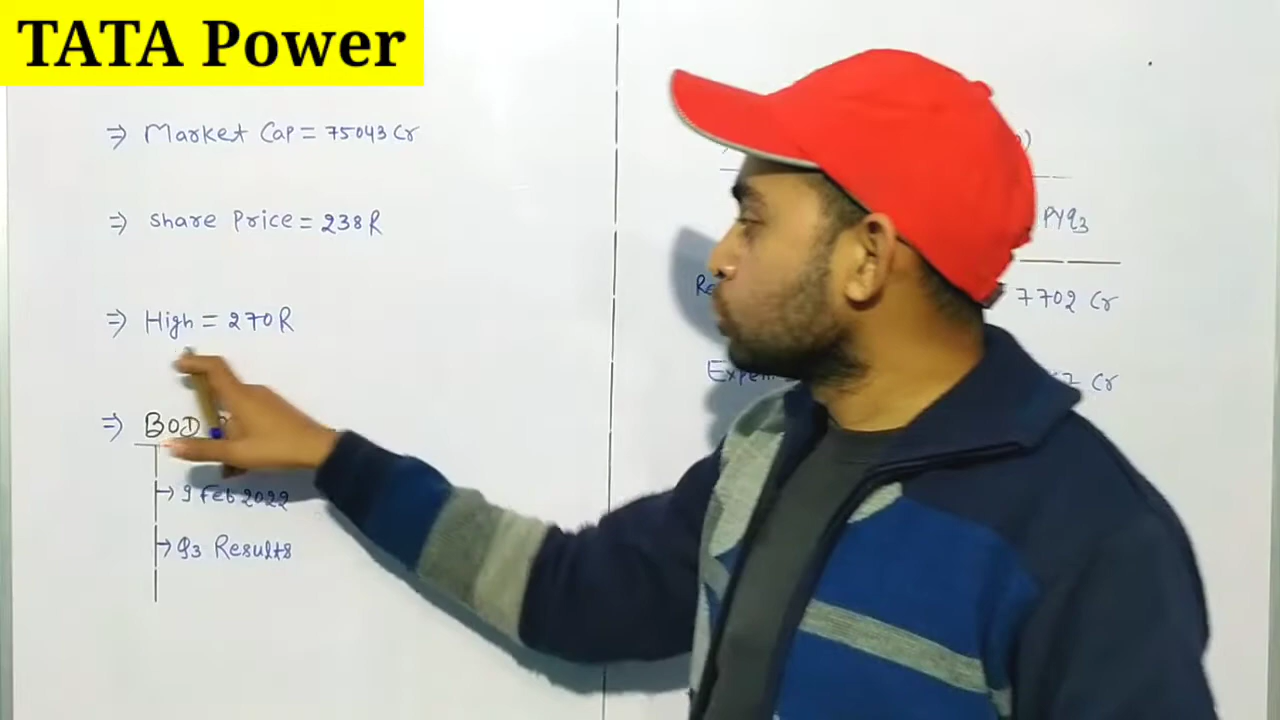 TATA Power
⇒ Market Cap = 75043 Cr
⇒ Share Price = 238 R
⇒ High = 270 R
⇒ BOD
→ 9 Feb 2022
→ Q3 Results
PYQ3
7702 Cr
Cr